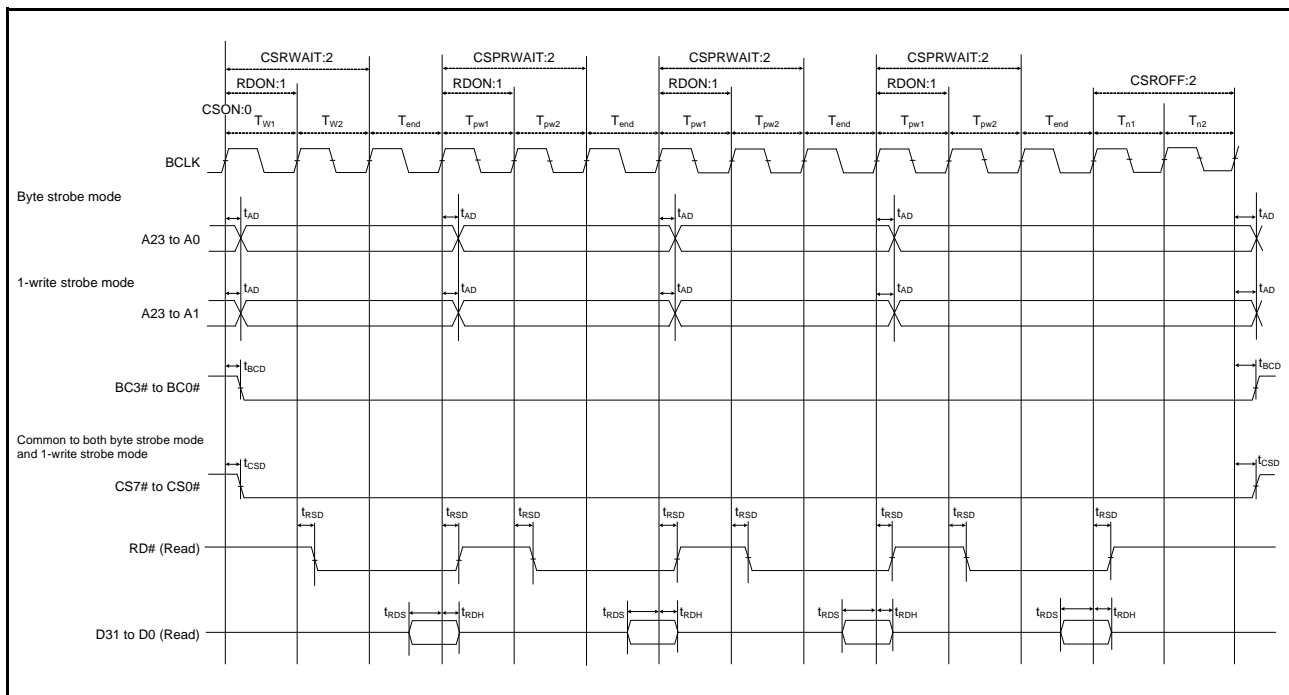 CSRWAIT:2 CSPRWAIT:2 CSPRWAIT:2 CSPRWAIT:2
RDON:1 RDON:1 RDON:1 RDON:1 CSROFF:2
CSON:0
TW1 TW2 Tend Tpw1 Tpw2 Tend Tpw1 Tpw2 Tend Tpw1 Tpw2 Tend Tn1 Tn2
BCLK
Byte strobe mode
tAD tAD tAD tAD tAD
A23 to A0
1-write strobe mode
tAD tAD tAD tAD tAD
A23 to A1
tBCD tBCD
BC3# to BC0#
Common to both byte strobe mode
and 1-write strobe mode
tCSD tCSD
CS7# to CS0#
tRSD tRSD tRSD tRSD tRSD tRSD tRSD tRSD
RD# (Read)
tRDS tRDH tRDS tRDH tRDS tRDH tRDS tRDH
D31 to D0 (Read)